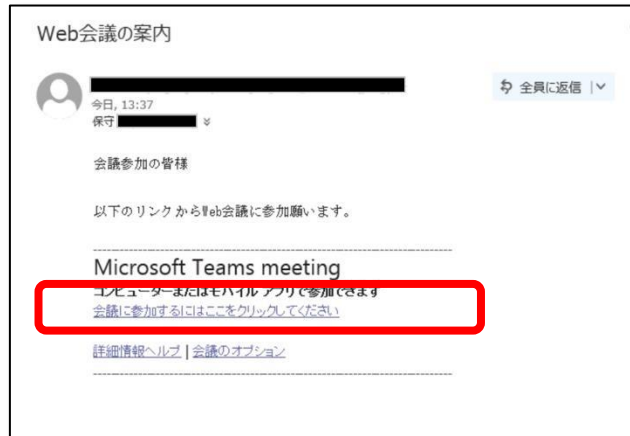 Web会議の案内
全員に返信
今日, 13:37
保守
会議参加の皆様
以下のリンクからWeb会議に参加願います。
Microsoft Teams meeting
コンピューターまたはモバイル アプリで参加できます
会議に参加するにはここをクリックしてください
詳細情報ヘルプ | 会議のオプション